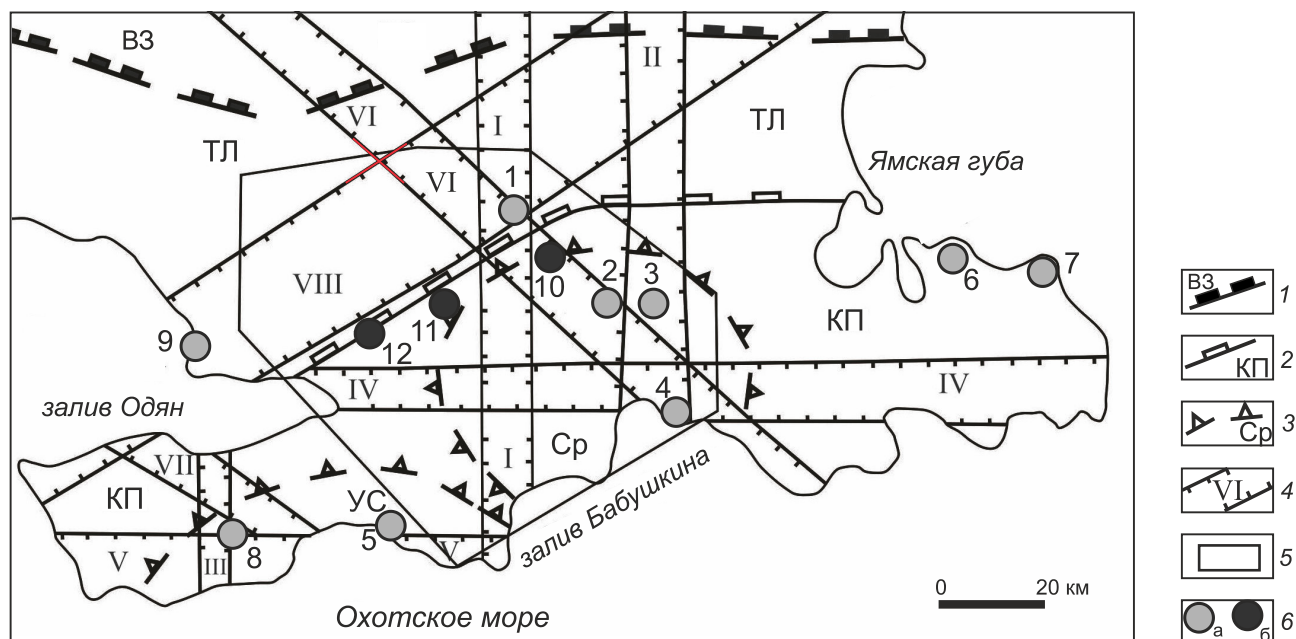 ВЗ
II
VI
I
ТЛ
ТЛ
Ямская губа
VI
1
10
2
3
6
7
VIII
КП
11
9
12
IV
IV
4
залив Одян
VII
I
Ср
КП
УС
залив Бабушкина
V
III
8
5
V
0 20 км
Охотское море
ВЗ 1
КП 2
Ср 3
VI 4
5
а б 6